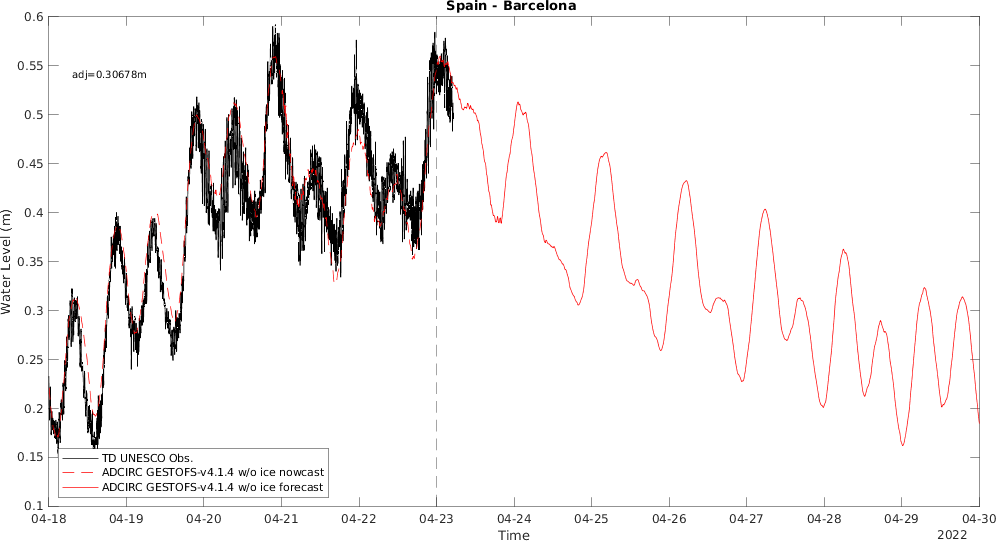 Spain - Barcelona
0.6
0.55
0.5
0.45
0.4
0.35
0.3
0.25
0.2
0.15
0.1
Water Level (m)
adj=0.30678m
TD UNESCO Obs.
ADCIRC GESTOFS-v4.1.4 w/o ice nowcast
ADCIRC GESTOFS-v4.1.4 w/o ice forecast
04-18 04-19 04-20 04-21 04-22 04-23 04-24 04-25 04-26 04-27 04-28 04-29 04-30
Time
2022